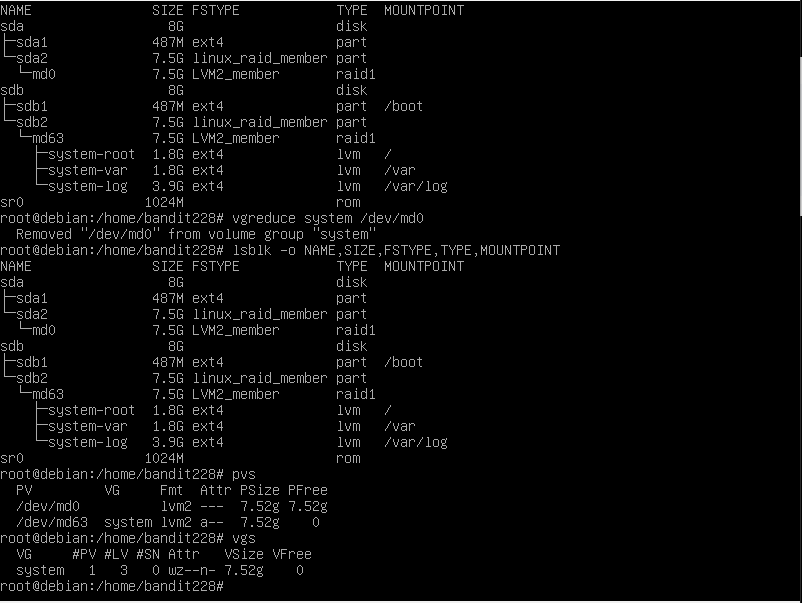 NAME                SIZE FSTYPE            TYPE  MOUNTPOINT
sda                   8G                   disk
├─sda1              487M ext4              part
└─sda2              7.5G linux_raid_member part
  └─md0             7.5G LVM2_member       raid1
sdb                   8G                   disk
├─sdb1              487M ext4              part  /boot
└─sdb2              7.5G linux_raid_member part
  └─md63            7.5G LVM2_member       raid1
    ├─system-root   1.8G ext4              lvm   /
    ├─system-var    1.8G ext4              lvm   /var
    └─system-log    3.9G ext4              lvm   /var/log
sr0                1024M                   rom
root@debian:/home/bandit228# vgreduce system /dev/md0
  Removed "/dev/md0" from volume group "system"
root@debian:/home/bandit228# lsblk -o NAME,SIZE,FSTYPE,TYPE,MOUNTPOINT
NAME                SIZE FSTYPE            TYPE  MOUNTPOINT
sda                   8G                   disk
├─sda1              487M ext4              part
└─sda2              7.5G linux_raid_member part
  └─md0             7.5G LVM2_member       raid1
sdb                   8G                   disk
├─sdb1              487M ext4              part  /boot
└─sdb2              7.5G linux_raid_member part
  └─md63            7.5G LVM2_member       raid1
    ├─system-root   1.8G ext4              lvm   /
    ├─system-var    1.8G ext4              lvm   /var
    └─system-log    3.9G ext4              lvm   /var/log
sr0                1024M                   rom
root@debian:/home/bandit228# pvs
  PV         VG     Fmt  Attr PSize PFree
  /dev/md0          lvm2 ---  7.52g 7.52g
  /dev/md63  system lvm2 a--  7.52g    0
root@debian:/home/bandit228# vgs
  VG     #PV #LV #SN Attr   VSize VFree
  system   1   3   0 wz--n- 7.52g    0
root@debian:/home/bandit228#